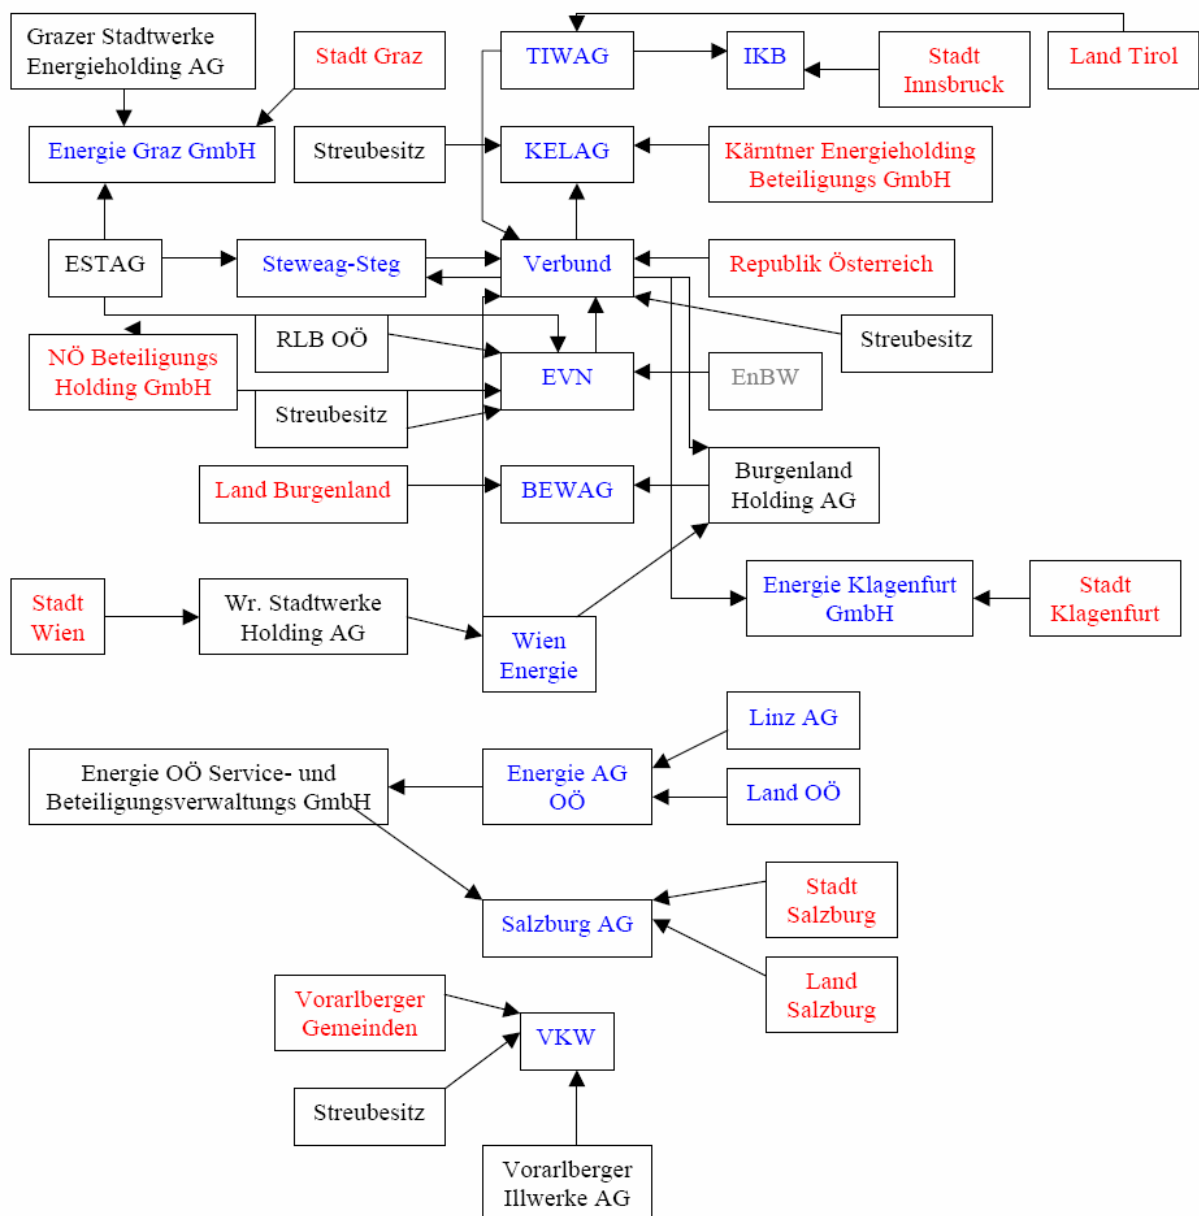 Grazer Stadtwerke
Energieholding AG
Stadt Graz
TIWAG
IKB
Stadt
Innsbruck
Land Tirol
Energie Graz GmbH
Streubesitz
KELAG
Kärntner Energieholding
Beteiligungs GmbH
ESTAG
Steweag-Steg
Verbund
Republik Österreich
NÖ Beteiligungs
Holding GmbH
RLB OÖ
Streubesitz
EVN
EnBW
Streubesitz
Land Burgenland
BEWAG
Burgenland
Holding AG
Stadt
Wien
Wr. Stadtwerke
Holding AG
Wien
Energie
Energie Klagenfurt
GmbH
Stadt
Klagenfurt
Linz AG
Energie OÖ Service- und
Beteiligungsverwaltungs GmbH
Energie AG
OÖ
Land OÖ
Salzburg AG
Stadt
Salzburg
Land
Salzburg
Vorarlberger
Gemeinden
VKW
Streubesitz
Vorarlberger
Illwerke AG